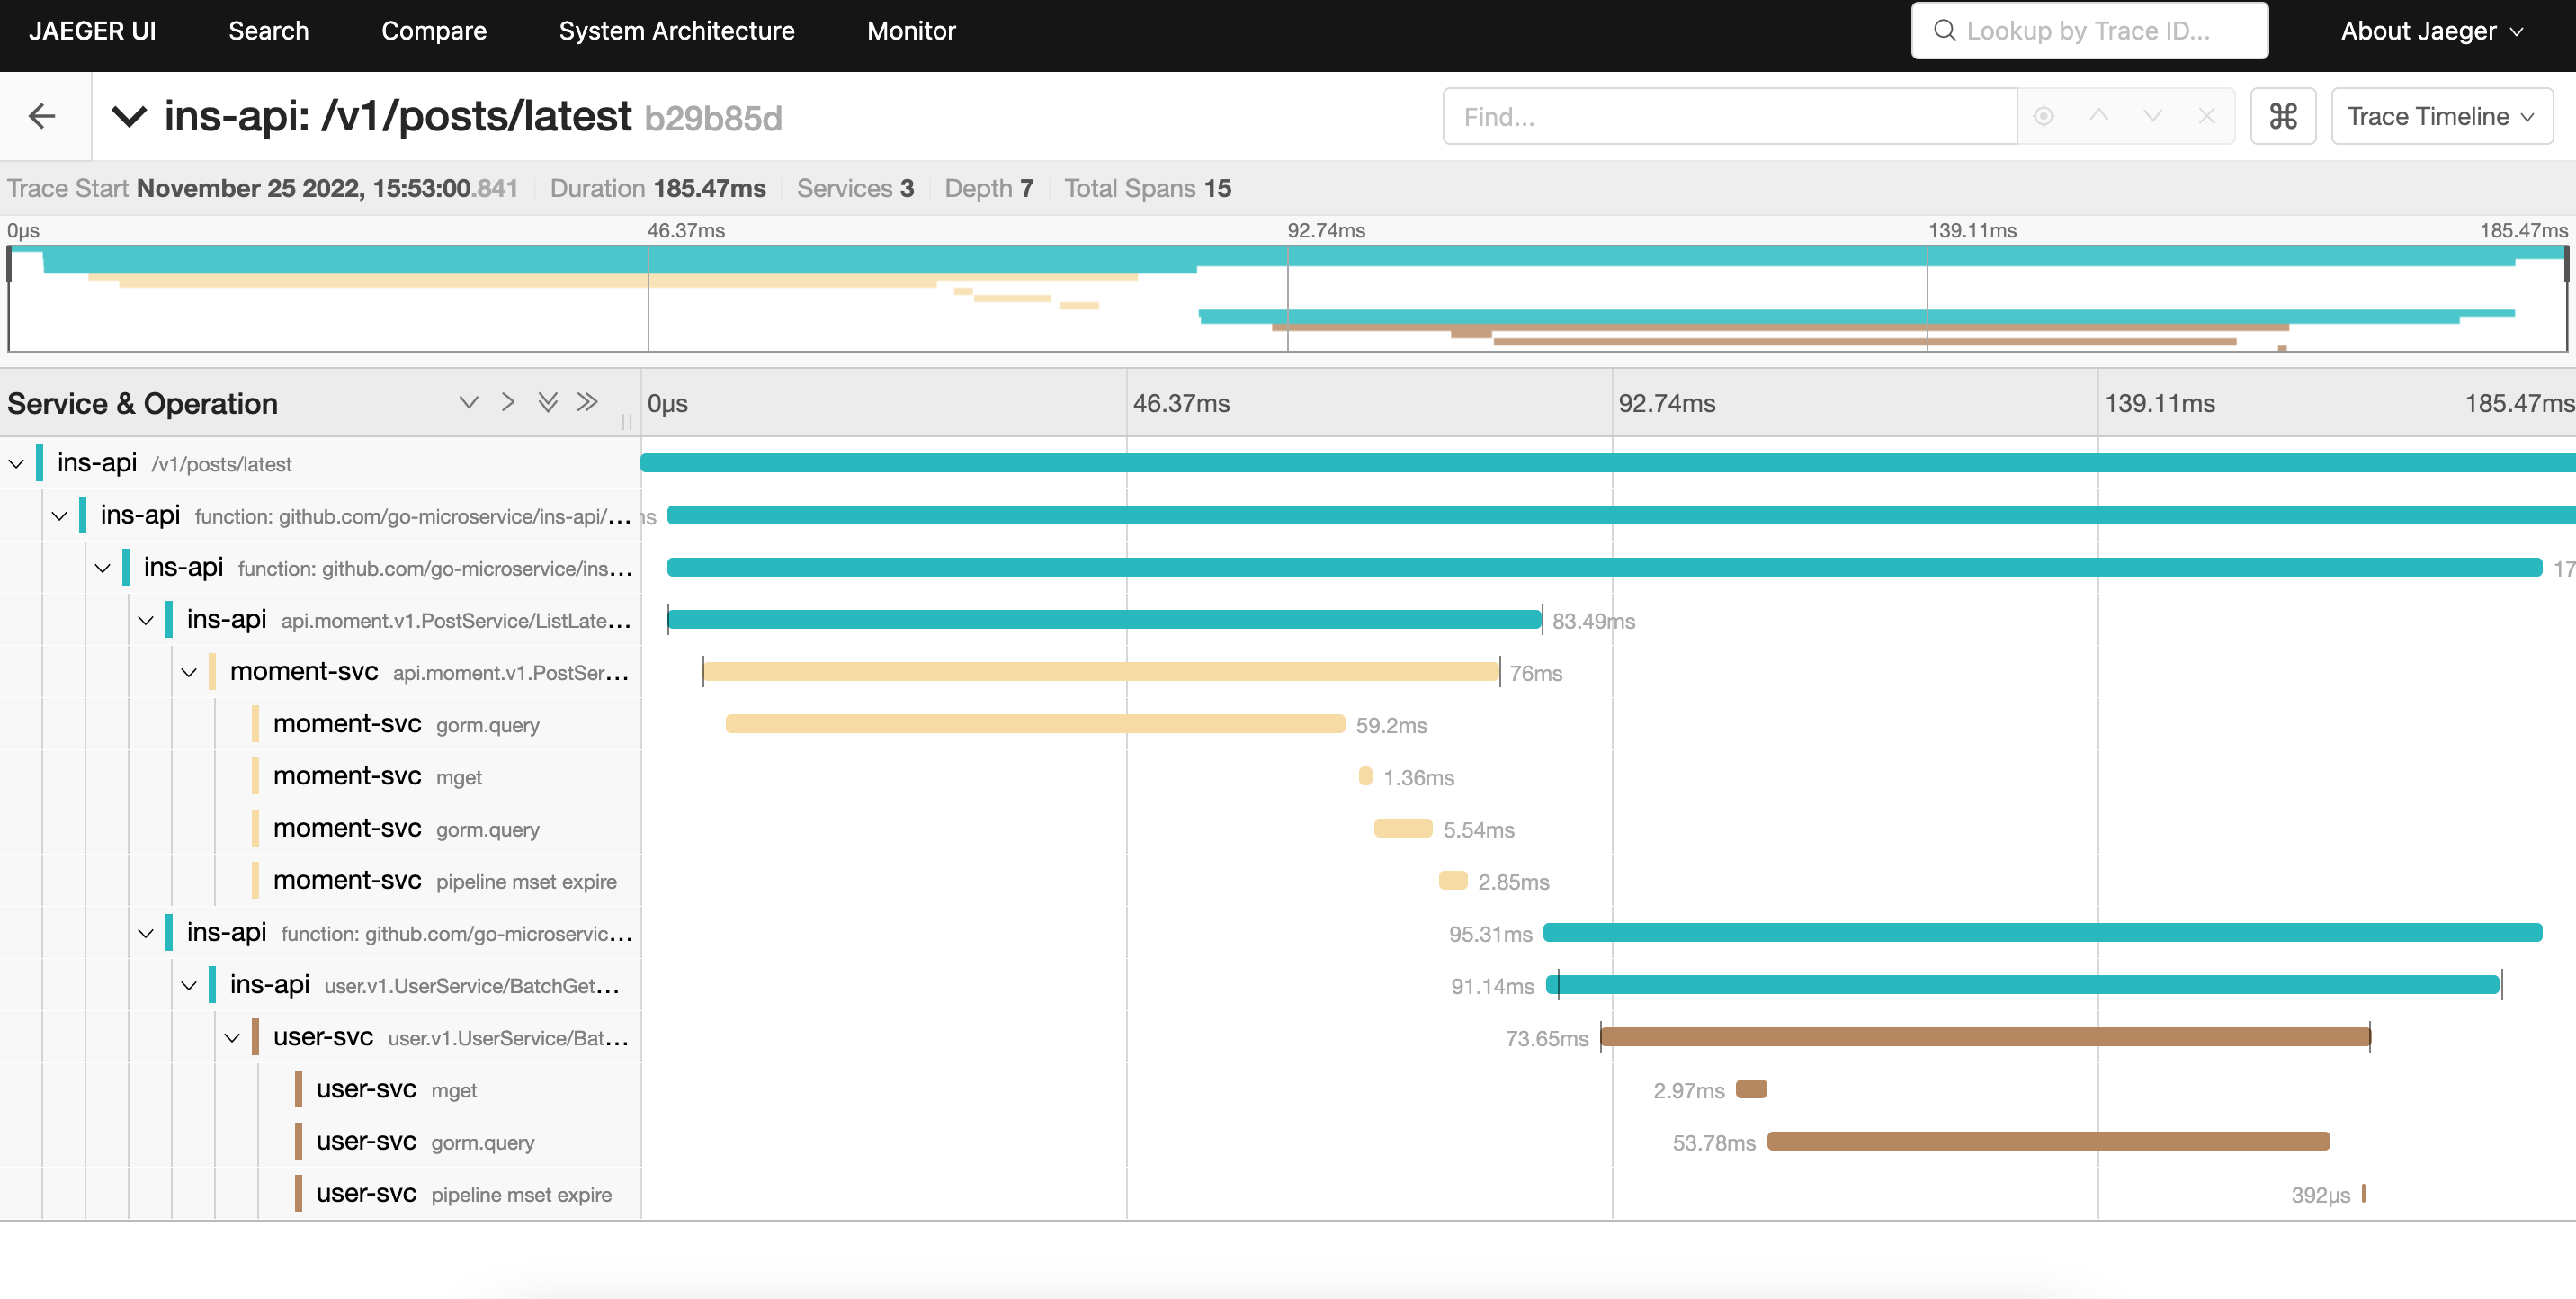 JAEGER UI Search Compare System Architecture Monitor Lookup by Trace ID... About Jaeger
ins-api: /v1/posts/latest b29b85d Find... ⌘ Trace Timeline
Trace Start November 25 2022, 15:53:00.841 Duration 185.47ms Services 3 Depth 7 Total Spans 15
0μs 46.37ms 92.74ms 139.11ms 185.47ms
Service & Operation 0μs 46.37ms 92.74ms 139.11ms 185.47ms
ins-api /v1/posts/latest
ins-api function: github.com/go-microservice/ins-api/...
ins-api function: github.com/go-microservice/ins... 17
ins-api api.moment.v1.PostService/ListLate... 83.49ms
moment-svc api.moment.v1.PostSer... 76ms
moment-svc gorm.query 59.2ms
moment-svc mget 1.36ms
moment-svc gorm.query 5.54ms
moment-svc pipeline mset expire 2.85ms
ins-api function: github.com/go-microservic... 95.31ms
ins-api user.v1.UserService/BatchGet... 91.14ms
user-svc user.v1.UserService/Bat... 73.65ms
user-svc mget 2.97ms
user-svc gorm.query 53.78ms
user-svc pipeline mset expire 392μs